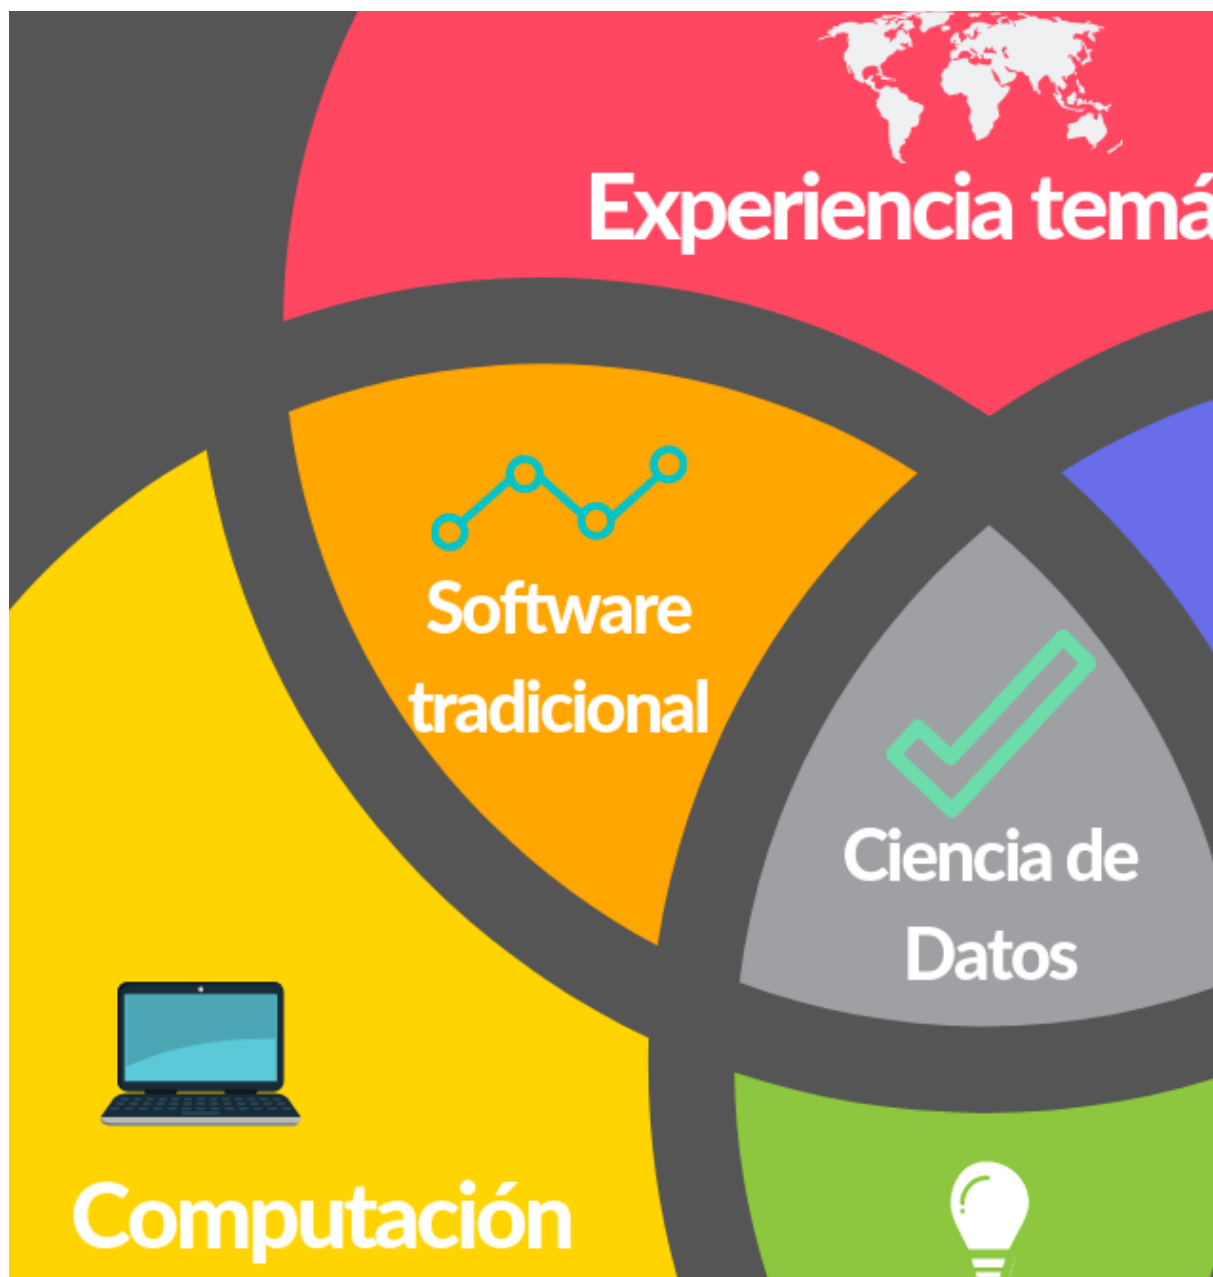 Experiencia temá
Software
tradicional
Ciencia de
Datos
Computación